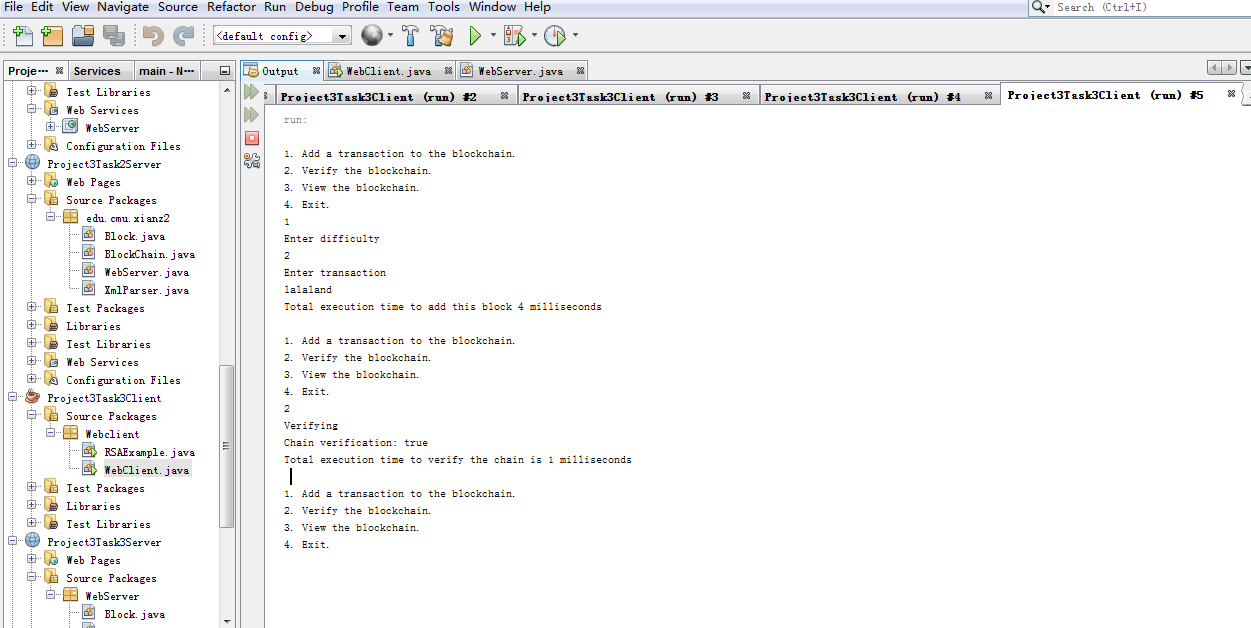 File Edit View Navigate Source Refactor Run Debug Profile Team Tools Window Help
Search (Ctrl+I)
<default config>
Proje··· Services main - N···
Output WebClient.java WebServer.java
Project3Task3Client (run) #2 Project3Task3Client (run) #3 Project3Task3Client (run) #4 Project3Task3Client (run) #5
Test Libraries
Web Services
WebServer
Configuration Files
Project3Task2Server
Web Pages
Source Packages
edu.cmu.xianz2
Block.java
BlockChain.java
WebServer.java
XmlParser.java
Test Packages
Libraries
Test Libraries
Web Services
Configuration Files
Project3Task3Client
Source Packages
Webclient
RSAExample.java
WebClient.java
Test Packages
Libraries
Test Libraries
Project3Task3Server
Web Pages
Source Packages
WebServer
Block.java
run:
1. Add a transaction to the blockchain.
2. Verify the blockchain.
3. View the blockchain.
4. Exit.
1
Enter difficulty
2
Enter transaction
lalaland
Total execution time to add this block 4 milliseconds
1. Add a transaction to the blockchain.
2. Verify the blockchain.
3. View the blockchain.
4. Exit.
2
Verifying
Chain verification: true
Total execution time to verify the chain is 1 milliseconds
1. Add a transaction to the blockchain.
2. Verify the blockchain.
3. View the blockchain.
4. Exit.